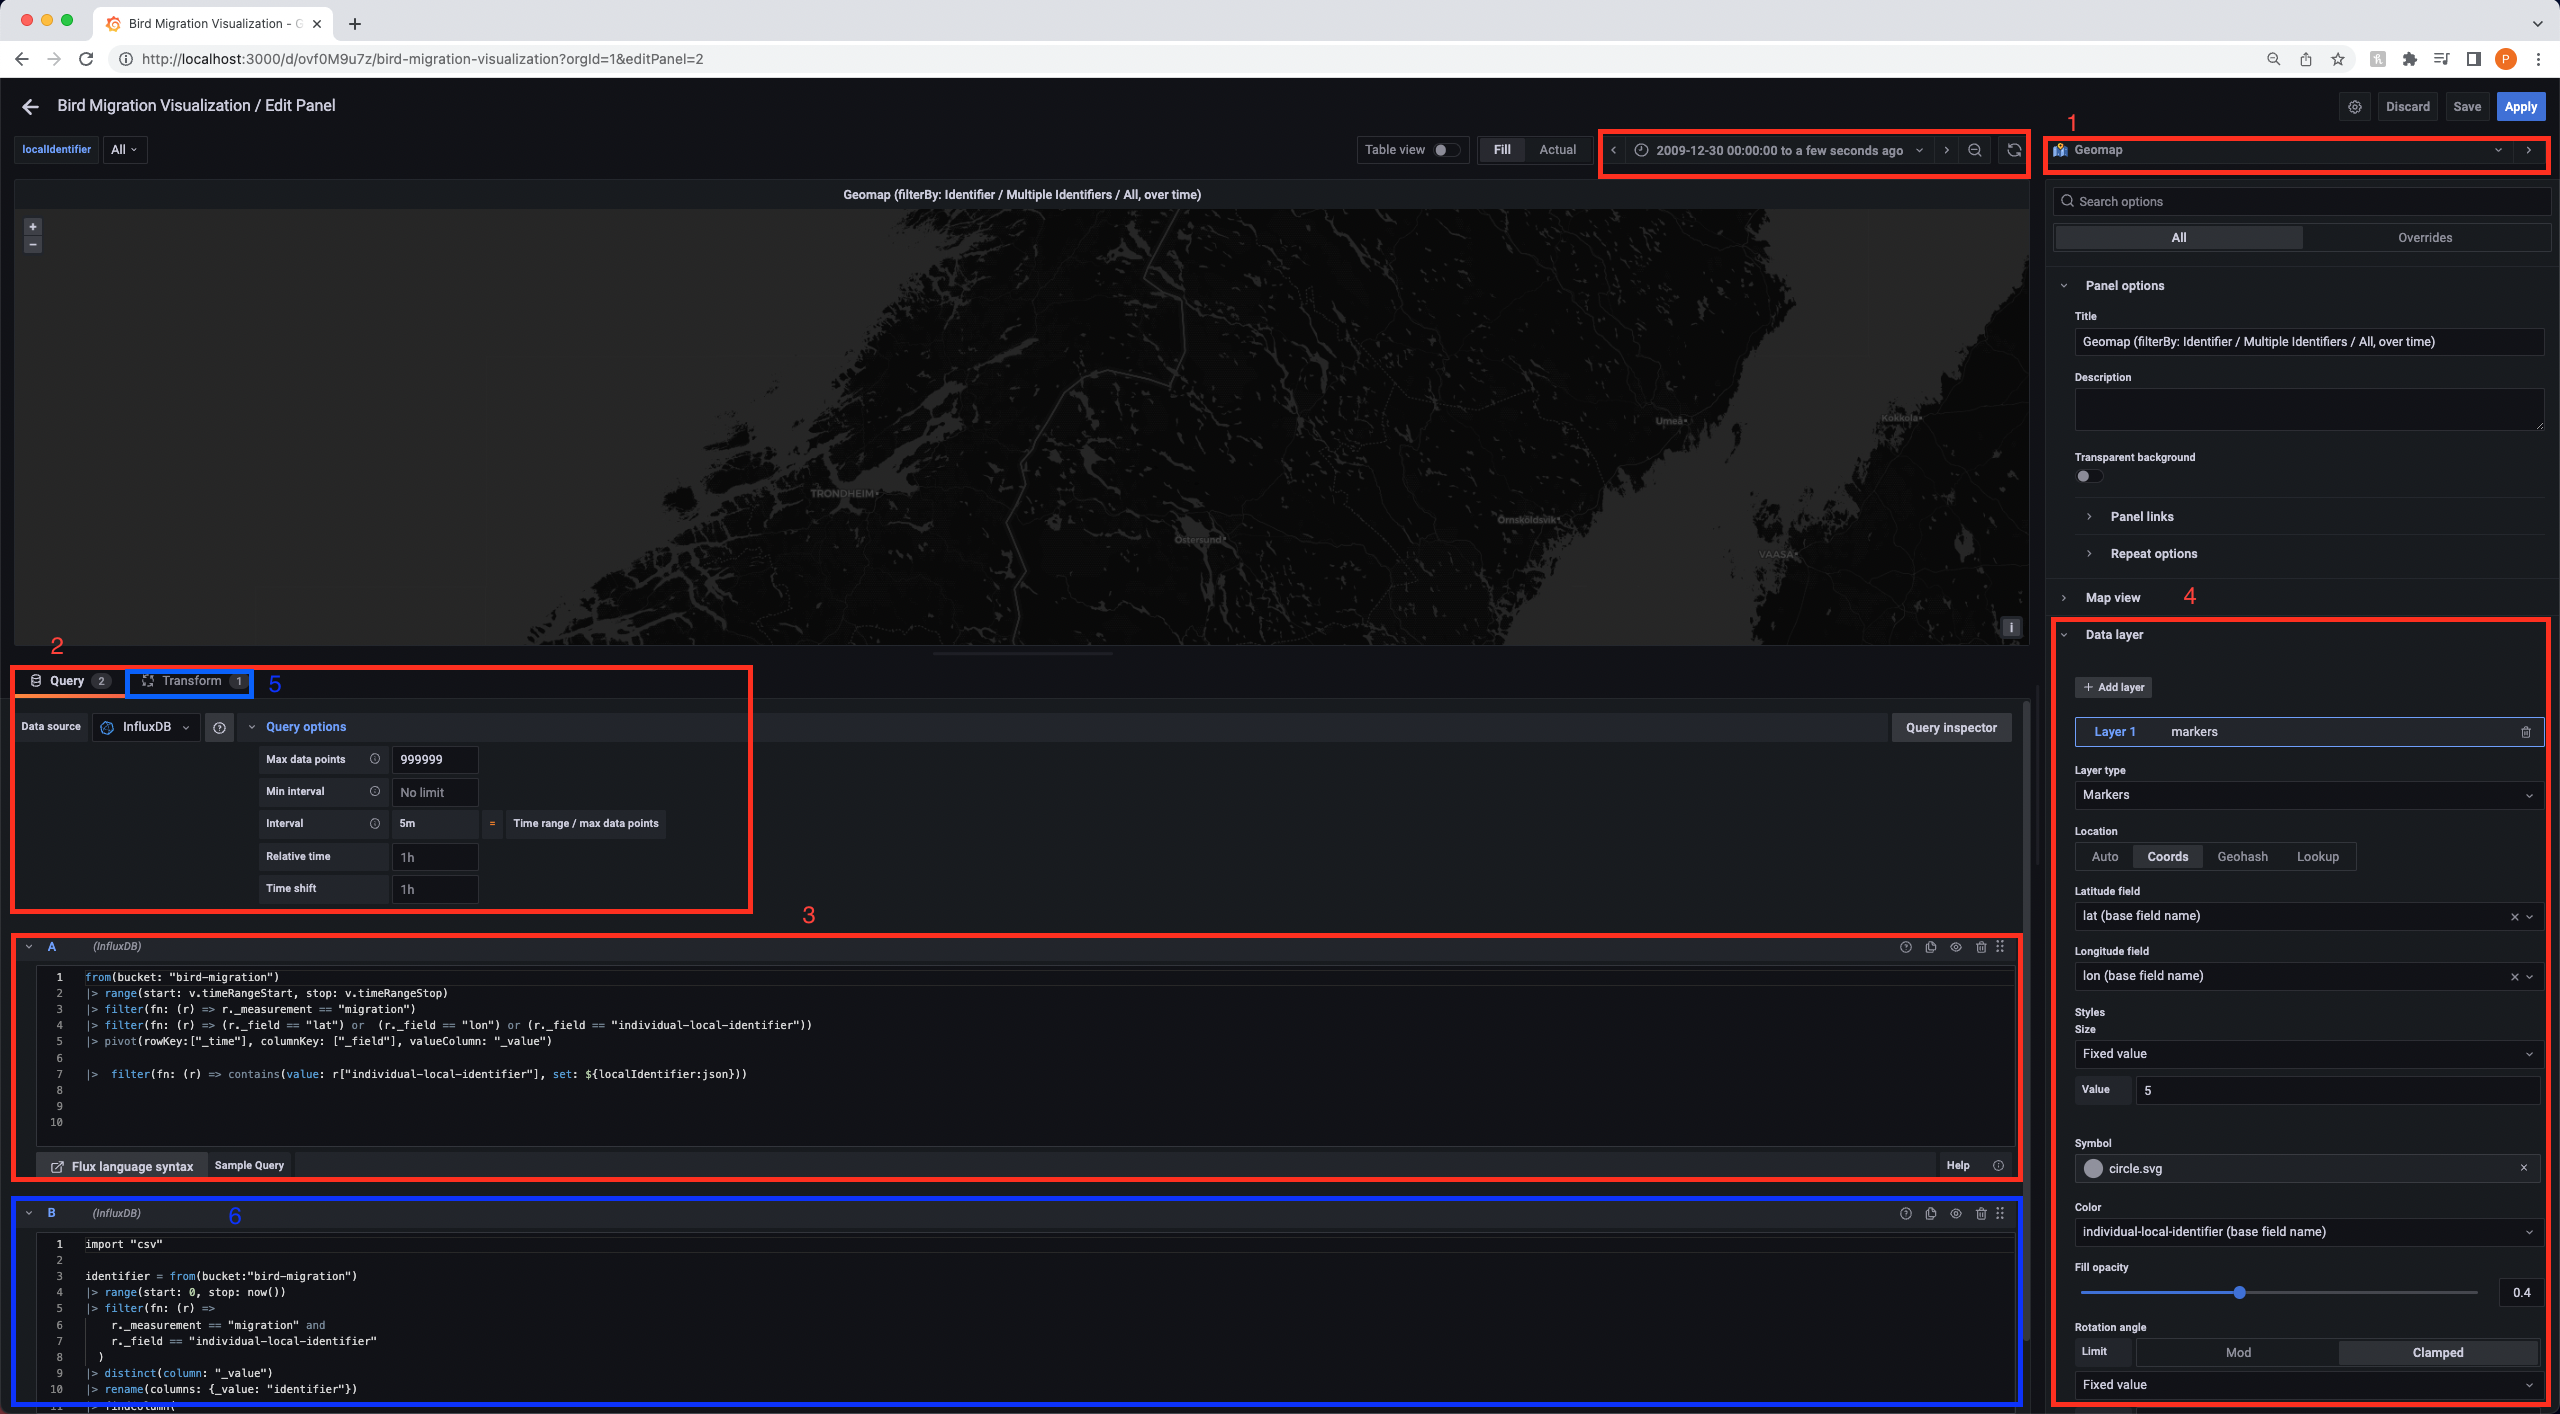 Bird Migration Visualization - G
http://localhost:3000/d/ovf0M9u7z/bird-migration-visualization?orgId=1&editPanel=2
P
Bird Migration Visualization / Edit Panel
Discard
Save
Apply
1
localIdentifier
All
Table view
Fill
Actual
2009-12-30 00:00:00 to a few seconds ago
Geomap
Geomap (filterBy: Identifier / Multiple Identifiers / All, over time)
+
−
Umeå
Kokkola
TRONDHEIM
Örnsköldsvik
Östersund
VAASA
i
Search options
All
Overrides
Panel options
Title
Geomap (filterBy: Identifier / Multiple Identifiers / All, over time)
Description
Transparent background
Panel links
Repeat options
Map view
4
2
Query 2
Transform 1
5
Data source
InfluxDB
Query options
Query inspector
Max data points
999999
Min interval
No limit
Interval
5m
=
Time range / max data points
Relative time
1h
Time shift
1h
3
A
(InfluxDB)
1 from(bucket: "bird-migration")
2 |> range(start: v.timeRangeStart, stop: v.timeRangeStop)
3 |> filter(fn: (r) => r._measurement == "migration")
4 |> filter(fn: (r) => (r._field == "lat") or  (r._field == "lon") or (r._field == "individual-local-identifier"))
5 |> pivot(rowKey:["_time"], columnKey: ["_field"], valueColumn: "_value")
6
7 |>  filter(fn: (r) => contains(value: r["individual-local-identifier"], set: ${localIdentifier:json}))
8
9
10
Flux language syntax
Sample Query
Help
B
(InfluxDB)
6
1 import "csv"
2
3 identifier = from(bucket:"bird-migration")
4 |> range(start: 0, stop: now())
5 |> filter(fn: (r) =>
6 r._measurement == "migration" and
7 r._field == "individual-local-identifier"
8 )
9 |> distinct(column: "_value")
10 |> rename(columns: {_value: "identifier"})
11 |> findColumn(
Data layer
+ Add layer
Layer 1
markers
Layer type
Markers
Location
Auto
Coords
Geohash
Lookup
Latitude field
lat (base field name)
Longitude field
lon (base field name)
Styles
Size
Fixed value
Value
5
Symbol
circle.svg
Color
individual-local-identifier (base field name)
Fill opacity
0.4
Rotation angle
Limit
Mod
Clamped
Fixed value